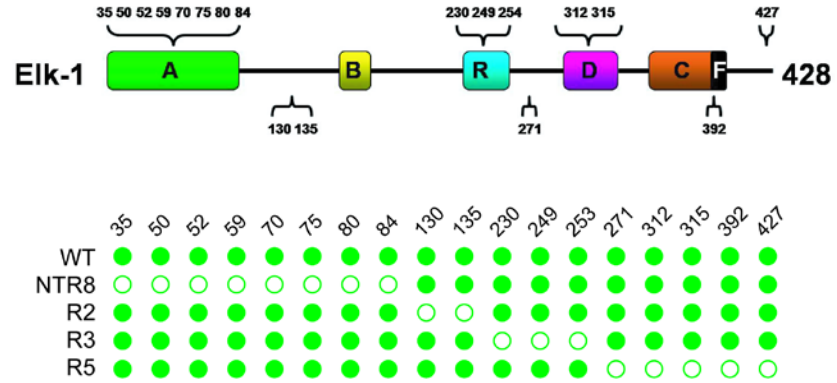 35 50 52 59 70 75 80 84 230 249 254 312 315 427
Elk-1 A B R D C F 428
130 135 271 392
35 50 52 59 70 75 80 84 130 135 230 249 253 271 312 315 392 427
WT
NTR8
R2
R3
R5